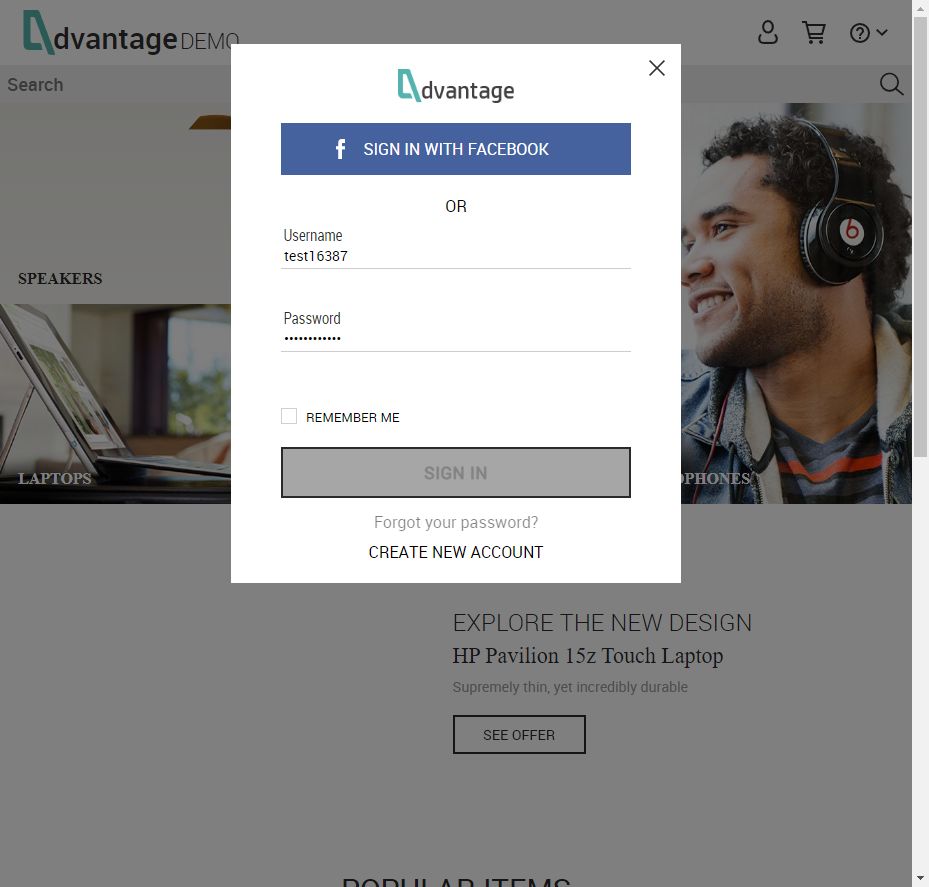 dvantage DEMO
Search
dvantage
SIGN IN WITH FACEBOOK
OR
Username
test16387
Password
••••••••••••
REMEMBER ME
SIGN IN
Forgot your password?
CREATE NEW ACCOUNT
SPEAKERS
LAPTOPS
PHONES
EXPLORE THE NEW DESIGN
HP Pavilion 15z Touch Laptop
Supremely thin, yet incredibly durable
SEE OFFER
POPULAR ITEMS